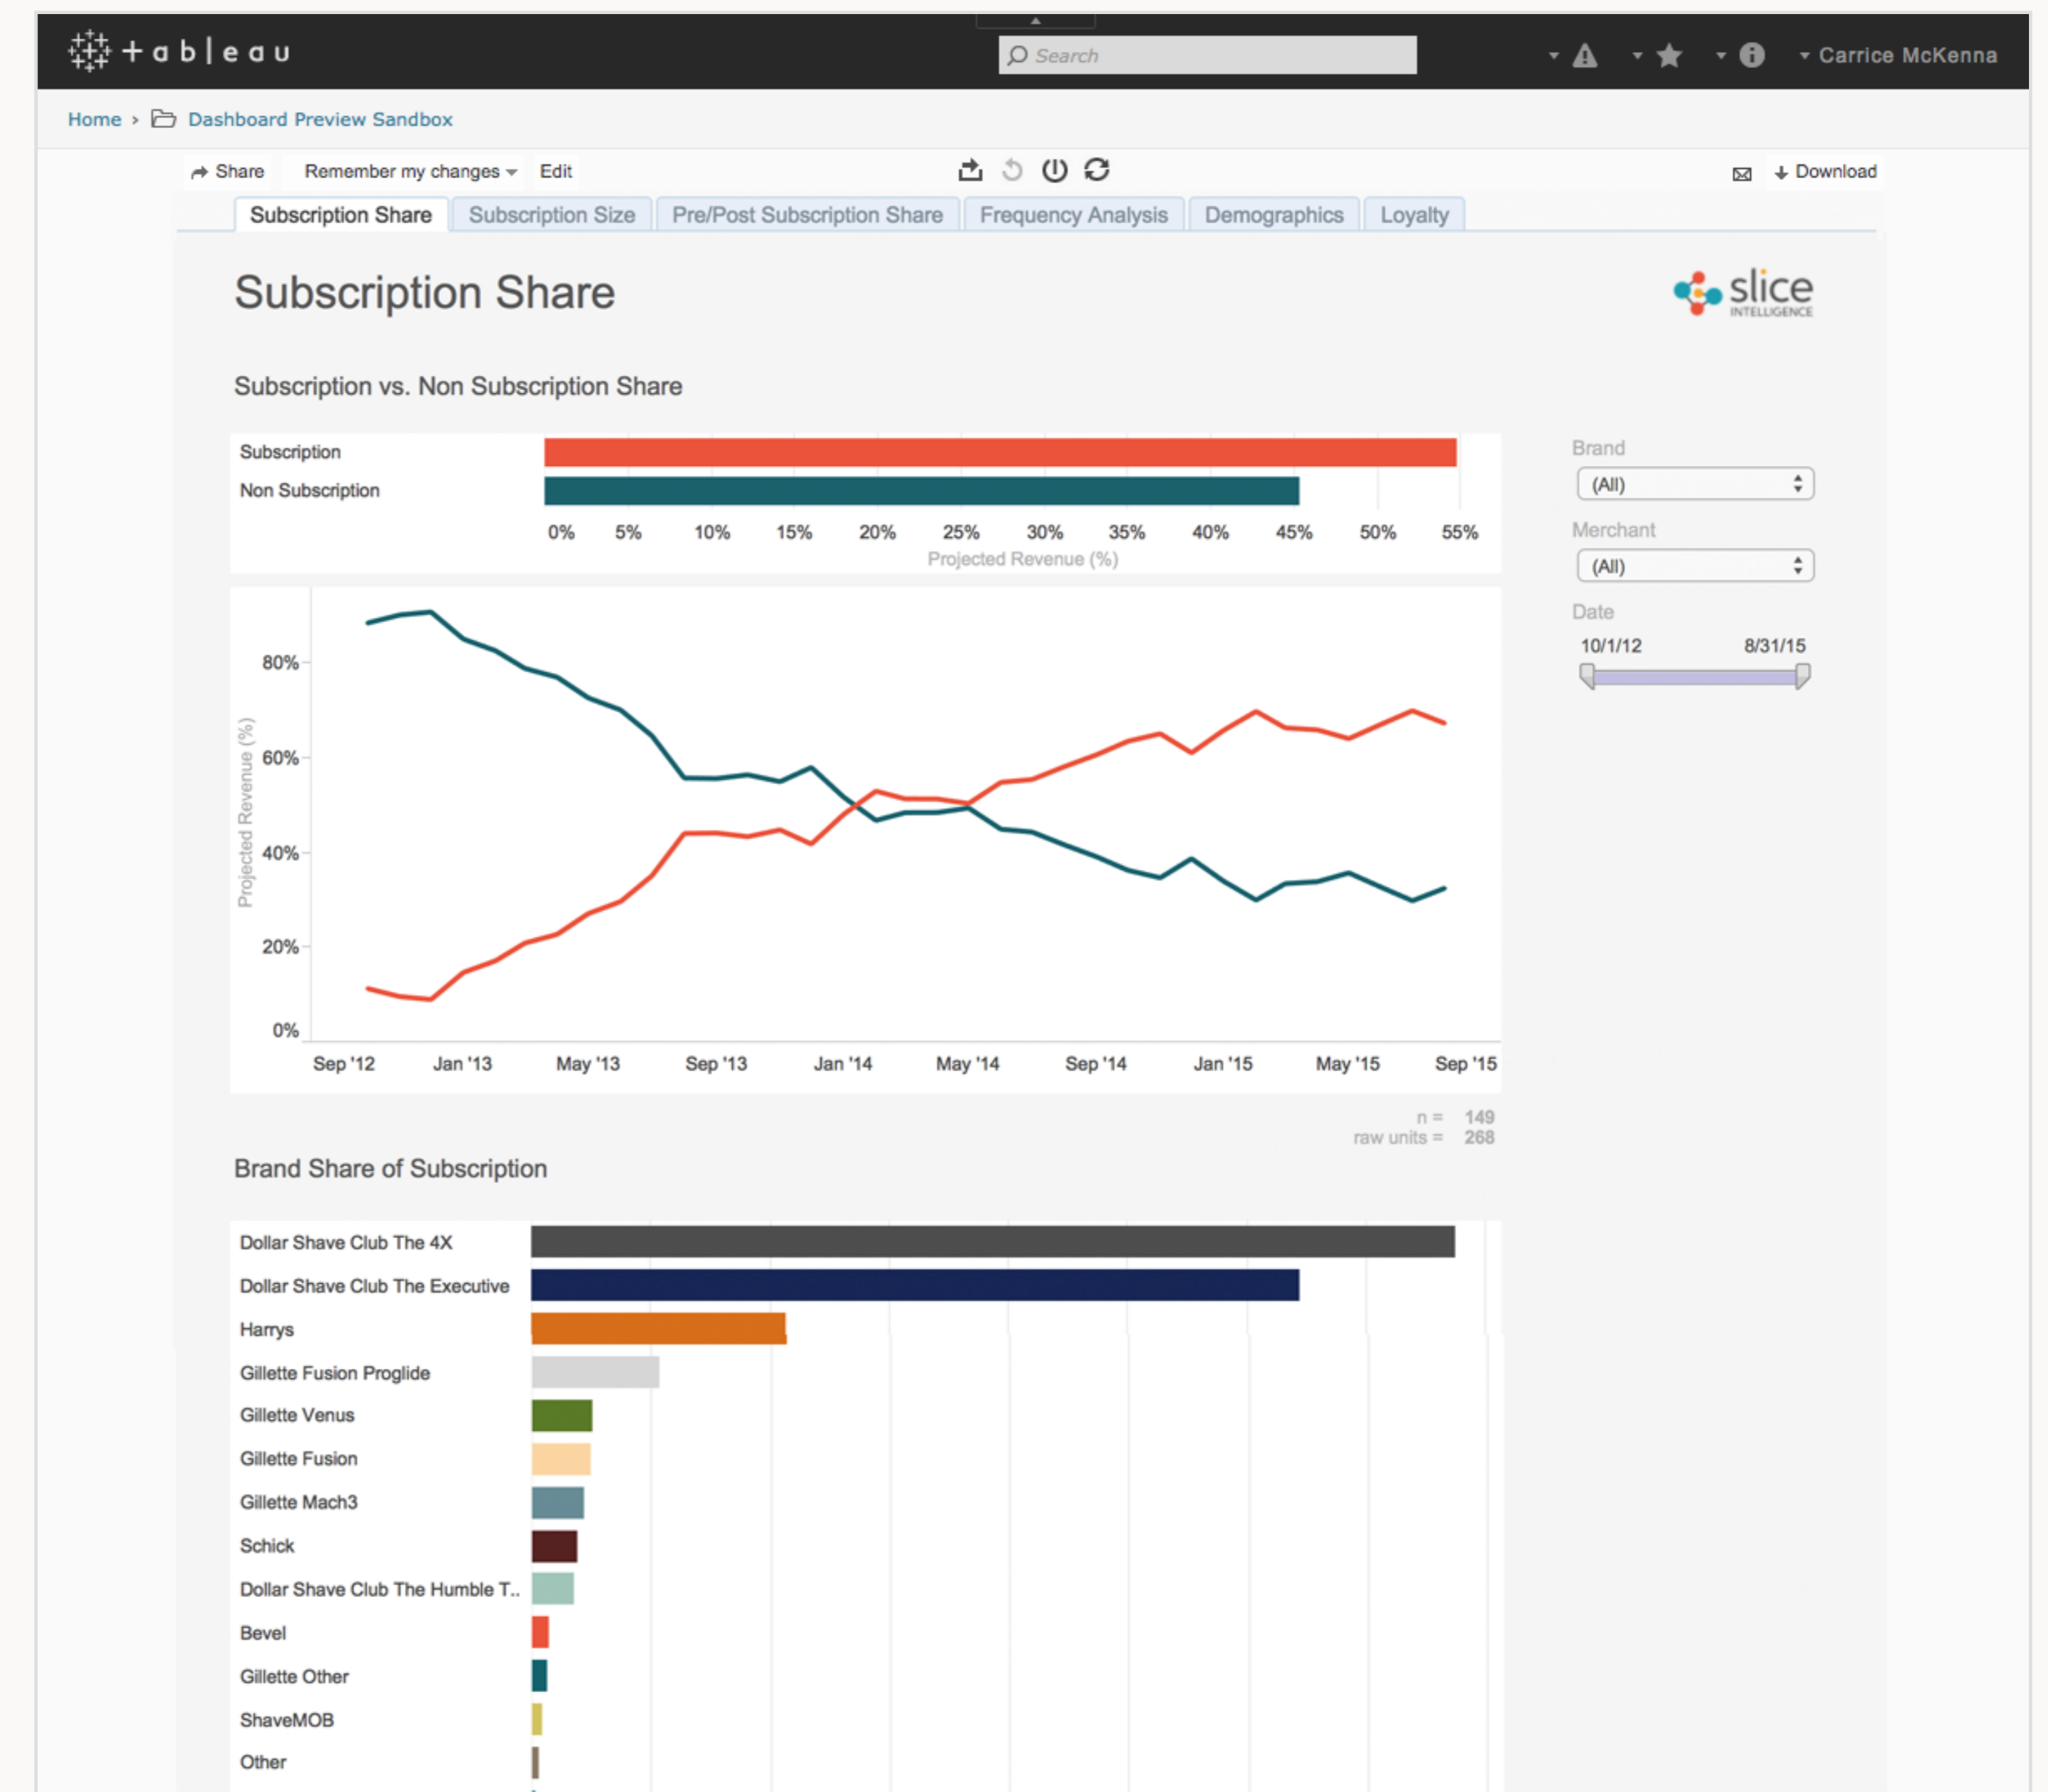 + a b l e a u
Search
Carrice McKenna
Home › Dashboard Preview Sandbox
Share Remember my changes Edit Download
Subscription Share Subscription Size Pre/Post Subscription Share Frequency Analysis Demographics Loyalty
Subscription Share
slice
INTELLIGENCE
Subscription vs. Non Subscription Share
Subscription
Non Subscription
0% 5% 10% 15% 20% 25% 30% 35% 40% 45% 50% 55%
Projected Revenue (%)
Brand
(All)
Merchant
(All)
Date
10/1/12 8/31/15
Projected Revenue (%)
80%
60%
40%
20%
0%
Sep '12 Jan '13 May '13 Sep '13 Jan '14 May '14 Sep '14 Jan '15 May '15 Sep '15
n = 149
raw units = 268
Brand Share of Subscription
Dollar Shave Club The 4X
Dollar Shave Club The Executive
Harrys
Gillette Fusion Proglide
Gillette Venus
Gillette Fusion
Gillette Mach3
Schick
Dollar Shave Club The Humble T..
Bevel
Gillette Other
ShaveMOB
Other